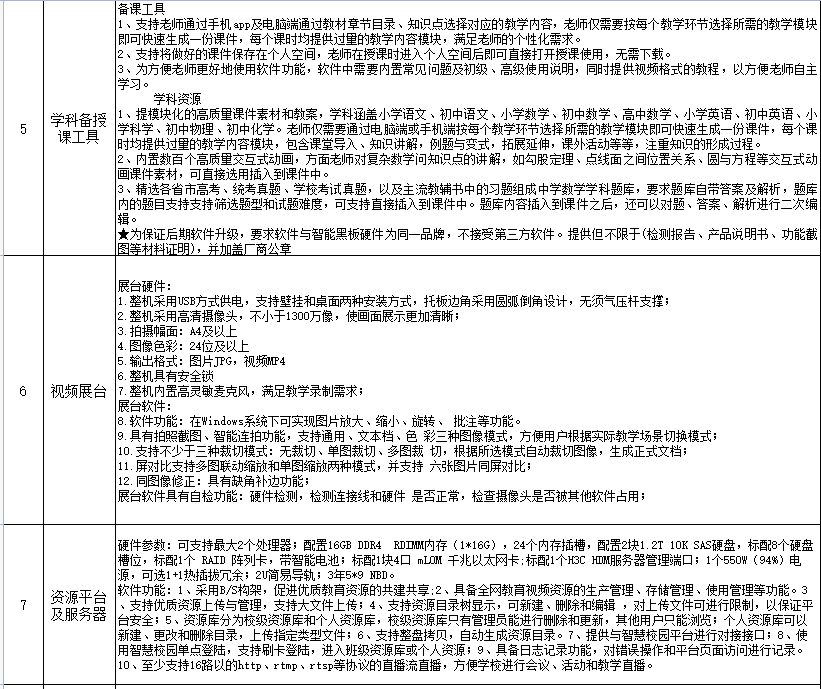 5
学科备授
课工具
备课工具
1、支持老师通过手机app及电脑端通过教材章节目录、知识点选择对应的教学内容，老师仅需要按每个教学环节选择所需的教学模块
即可快速生成一份课件，每个课时均提供过量的教学内容模块，满足老师的个性化需求。
2、支持将做好的课件保存在个人空间，老师在授课时进入个人空间后即可直接打开授课使用，无需下载。
3、为方便老师更好地使用软件功能，软件中需要内置常见问题及初级、高级使用说明，同时提供视频格式的教程，以方便老师自主
学习。
学科资源
1、提模块化的高质量课件素材和教案，学科涵盖小学语文、初中语文、小学数学、初中数学、高中数学、小学英语、初中英语、小
学科学、初中物理、初中化学。老师仅需要通过电脑端或手机端按每个教学环节选择所需的教学模块即可快速生成一份课件，每个课
时均提供过量的教学内容模块，包含课堂导入、知识讲解，例题与变式，拓展延伸，课外活动等等，注重知识的形成过程。
2、内置数百个高质量交互式动画，方面老师对复杂数学问知识点的讲解，如勾股定理、点线面之间位置关系、圆与方程等交互式动
画课件素材，可直接选用插入到课件中。
3、精选各省市高考、统考真题、学校考试真题，以及主流教辅书中的习题组成中学数学学科题库，要求题库自带答案及解析，题库
内的题目支持支持筛选题型和试题难度，可支持直接插入到课件中。题库内容插入到课件之后，还可以对题、答案、解析进行二次编
辑。
★为保证后期软件升级，要求软件与智能黑板硬件为同一品牌，不接受第三方软件。提供但不限于(检测报告、产品说明书、功能截
图等材料证明)，并加盖厂商公章
6
视频展台
展台硬件：
1.整机采用USB方式供电，支持壁挂和桌面两种安装方式，托板边角采用圆弧倒角设计，无须气压杆支撑；
2.整机采用高清摄像头，不小于1300万像，使画面展示更加清晰；
3.拍摄幅面：A4及以上
4.图像色彩：24位及以上
5.输出格式：图片JPG，视频MP4
6.整机具有安全锁
7.整机内置高灵敏麦克风，满足教学录制需求；
展台软件：
8.软件功能：在Windows系统下可实现图片放大、缩小、旋转、 批注等功能。
9.具有拍照截图、智能连拍功能，支持通用、文本档、色 彩三种图像模式，方便用户根据实际教学场景切换模式；
10.支持不少于三种裁切模式：无裁切、单图裁切、多图裁 切，根据所选模式自动裁切图像，生成正式文档；
11.屏对比支持多图联动缩放和单图缩放两种模式，并支持 六张图片同屏对比；
12.同图像修正：具有缺角补边功能；
展台软件具有自检功能：硬件检测，检测连接线和硬件 是否正常，检查摄像头是否被其他软件占用；
7
资源平台
及服务器
硬件参数：可支持最大2个处理器；配置16GB DDR4 RDIMM内存（1*16G），24个内存插槽，配置2块1.2T 10K SAS硬盘，标配8个硬盘
槽位，标配1个 RAID 阵列卡，带智能电池；标配1块4口 mLOM 千兆以太网卡;标配1个H3C HDM服务器管理端口；1个550W（94%）电
源，可选1+1热插拔冗余；2U简易导轨；3年5*9 NBD。
软件功能：1、采用B/S构架，促进优质教育资源的共建共享;2、具备全网教育视频资源的生产管理、存储管理、使用管理等功能。3
、支持优质资源上传与管理，支持大文件上传；4、支持资源目录树显示，可新建、删除和编辑 ，对上传文件可进行限制，以保证平
台安全；5、资源库分为校级资源库和个人资源库，校级资源库只有管理员能进行删除和更新，其他用户只能浏览；个人资源库可以
新建、更改和删除目录，上传指定类型文件；6、支持整盘拷贝，自动生成资源目录。7、提供与智慧校园平台进行对接接口；8、使
用智慧校园单点登陆，支持刷卡登陆，进入班级资源库或个人资源；9、具备日志记录功能，对错误操作和平台页面访问进行记录。
10、至少支持16路以的http、rtmp、rtsp等协议的直播流直播，方便学校进行会议、活动和教学直播。